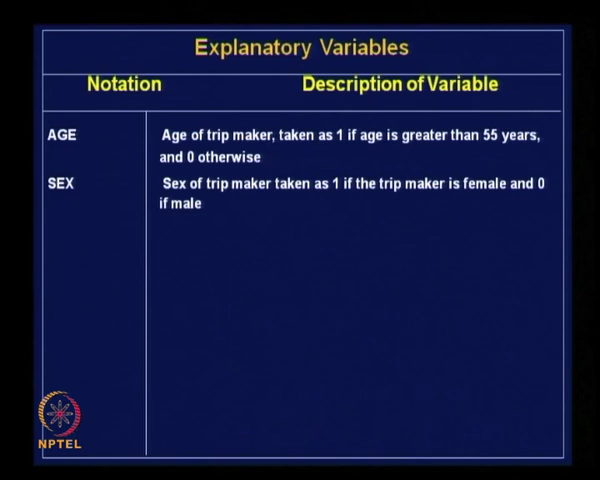 Explanatory Variables
Notation Description of Variable
AGE Age of trip maker, taken as 1 if age is greater than 55 years,
and 0 otherwise
SEX Sex of trip maker taken as 1 if the trip maker is female and 0
if male
NPTEL